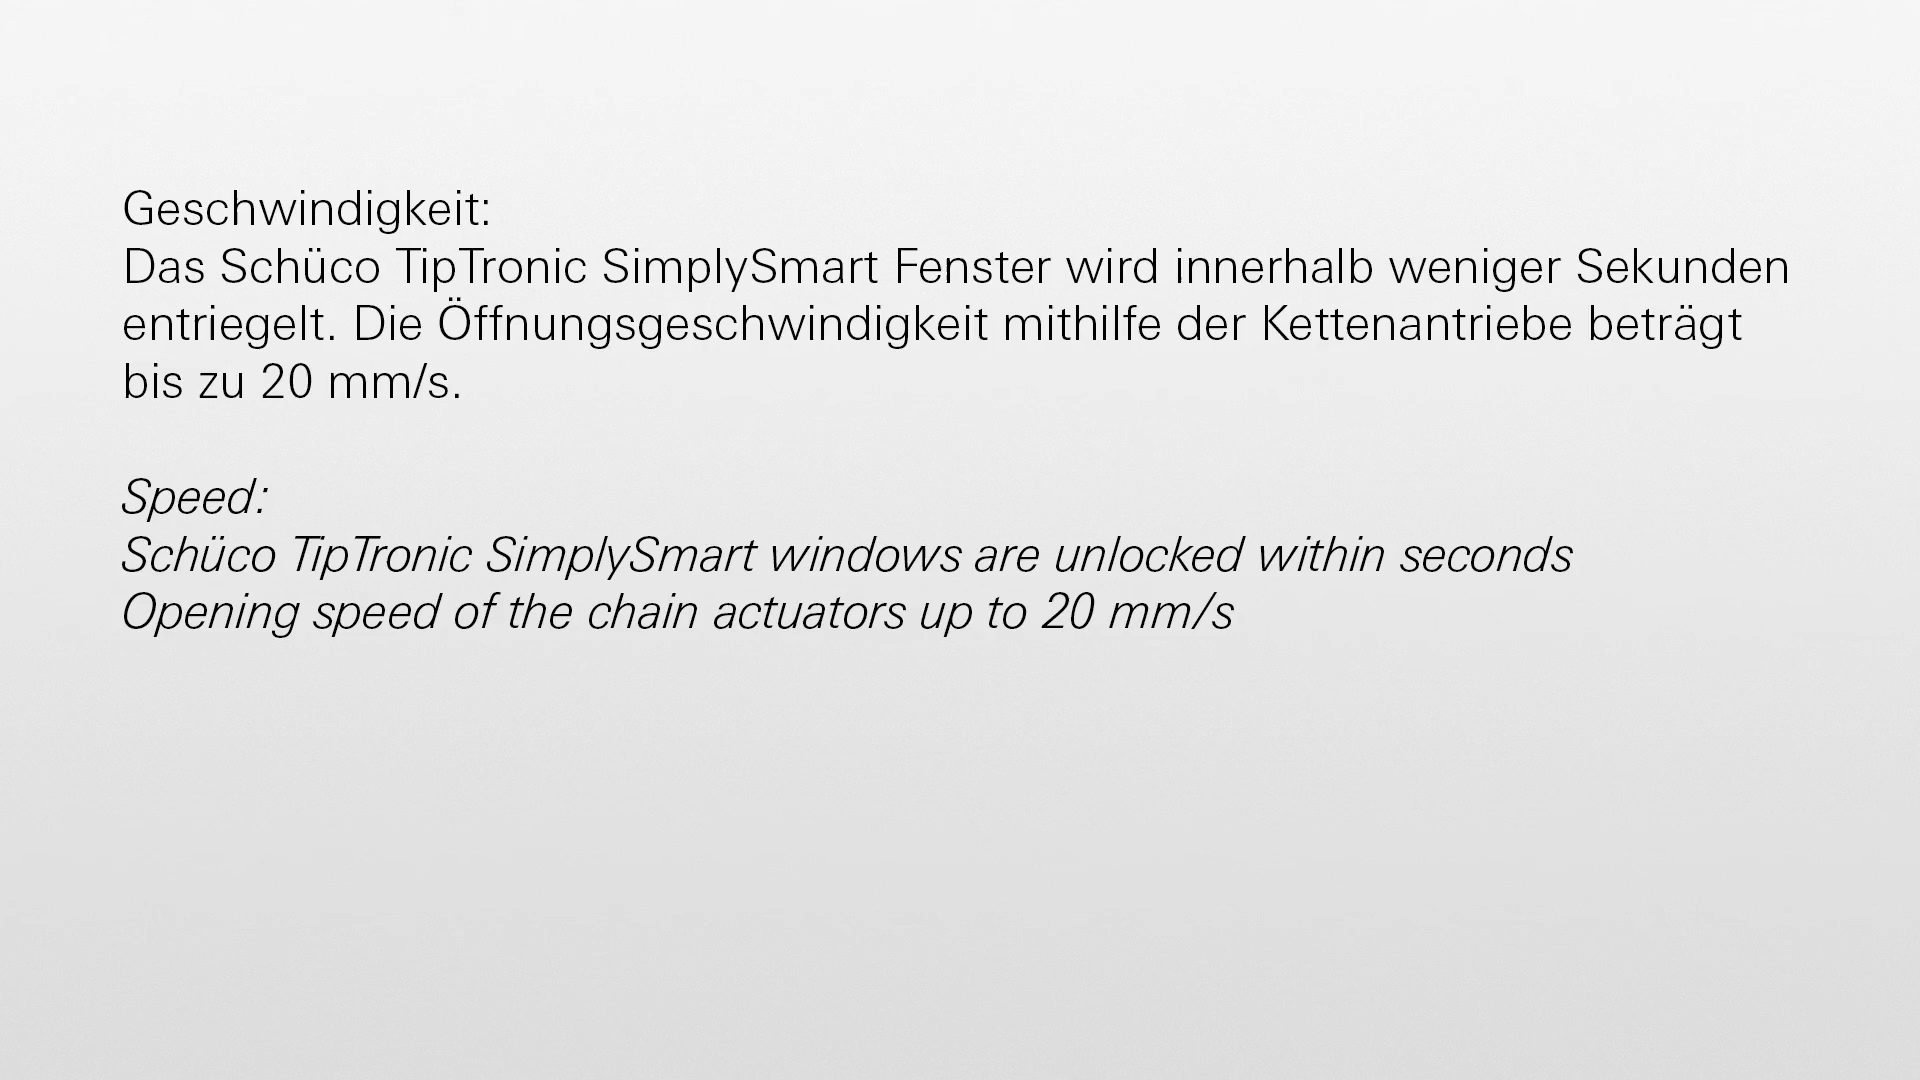 Geschwindigkeit:
Das Schüco TipTronic SimplySmart Fenster wird innerhalb weniger Sekunden
entriegelt. Die Öffnungsgeschwindigkeit mithilfe der Kettenantriebe beträgt
bis zu 20 mm/s.
Speed:
Schüco TipTronic SimplySmart windows are unlocked within seconds
Opening speed of the chain actuators up to 20 mm/s